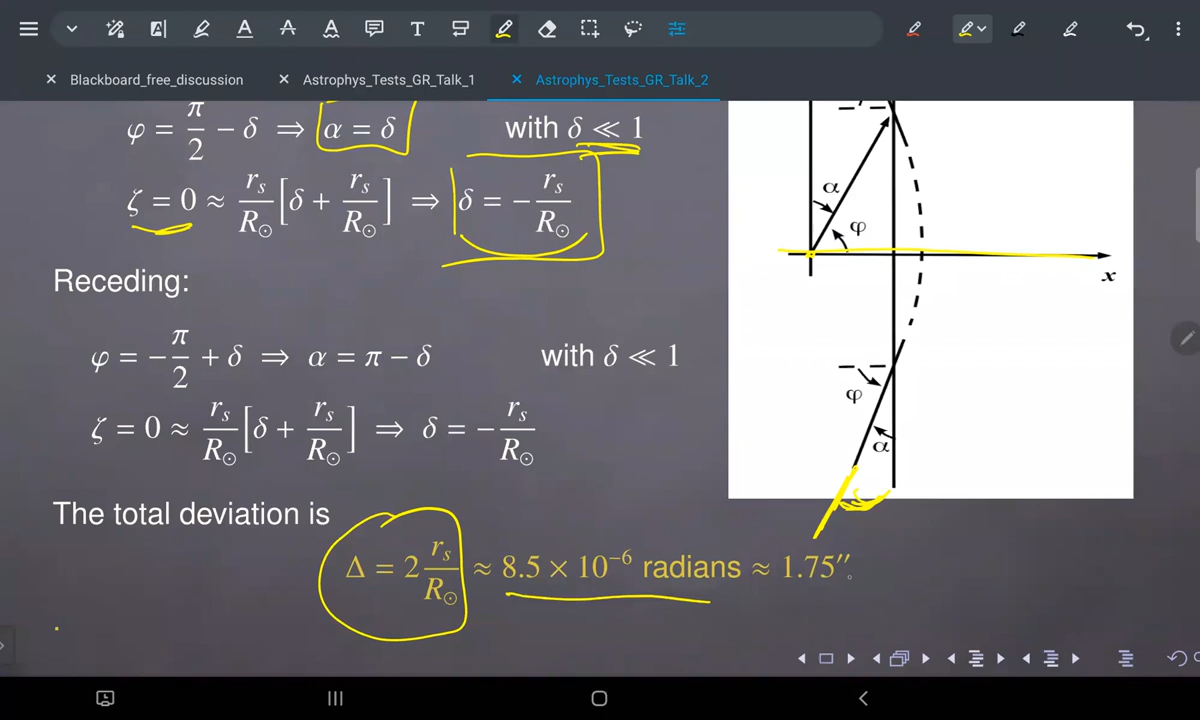 Blackboard_free_discussion Astrophys_Tests_GR_Talk_1 Astrophys_Tests_GR_Talk_2
φ = π/2 − δ ⇒ α = δ with δ ≪ 1
ζ = 0 ≈ r_s/R_⊙ [δ + r_s/R_⊙] ⇒ δ = − r_s/R_⊙
Receding:
φ = − π/2 + δ ⇒ α = π − δ with δ ≪ 1
ζ = 0 ≈ r_s/R_⊙ [δ + r_s/R_⊙] ⇒ δ = − r_s/R_⊙
The total deviation is
Δ = 2 r_s/R_⊙ ≈ 8.5 × 10⁻⁶ radians ≈ 1.75″.
α
φ
x
φ
α